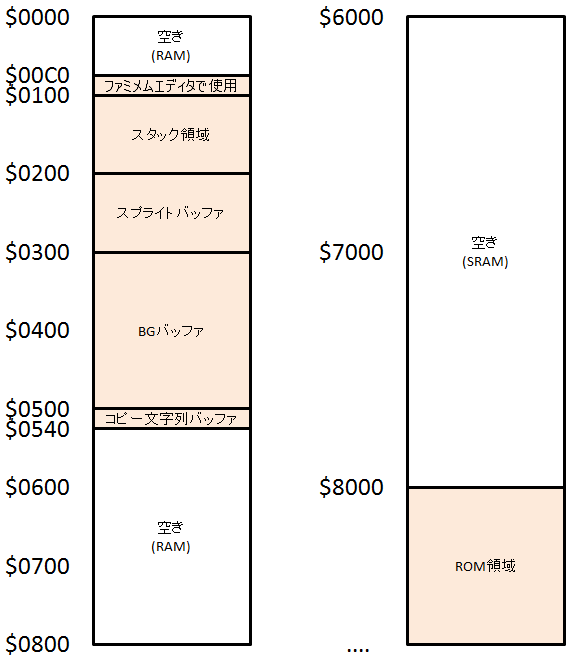 $0000
空き
(RAM)
$00C0
ファミメムエディタで使用
$0100
スタック領域
$0200
スプライトバッファ
$0300
BGバッファ
$0400
$0500
コピー文字列バッファ
$0540
$0600
空き
(RAM)
$0700
$0800
$6000
空き
(SRAM)
$7000
$8000
ROM領域
....